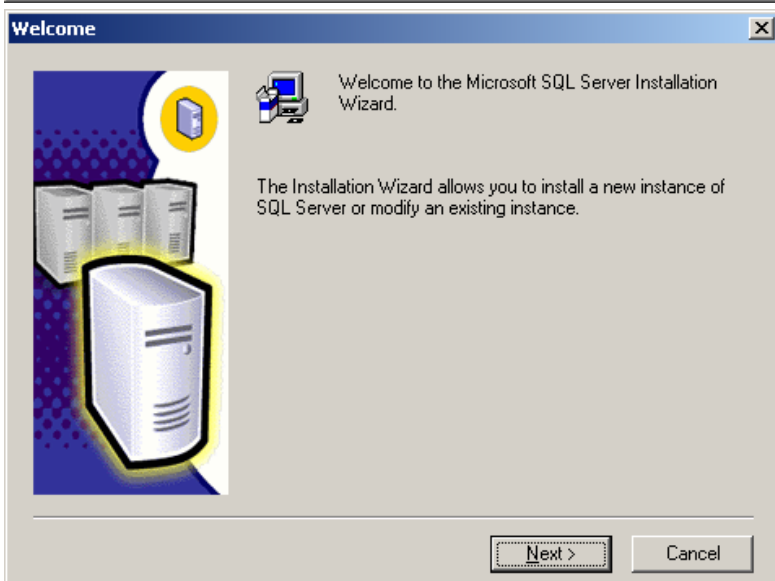 Welcome
Welcome to the Microsoft SQL Server Installation
Wizard.
The Installation Wizard allows you to install a new instance of
SQL Server or modify an existing instance.
Next >
Cancel